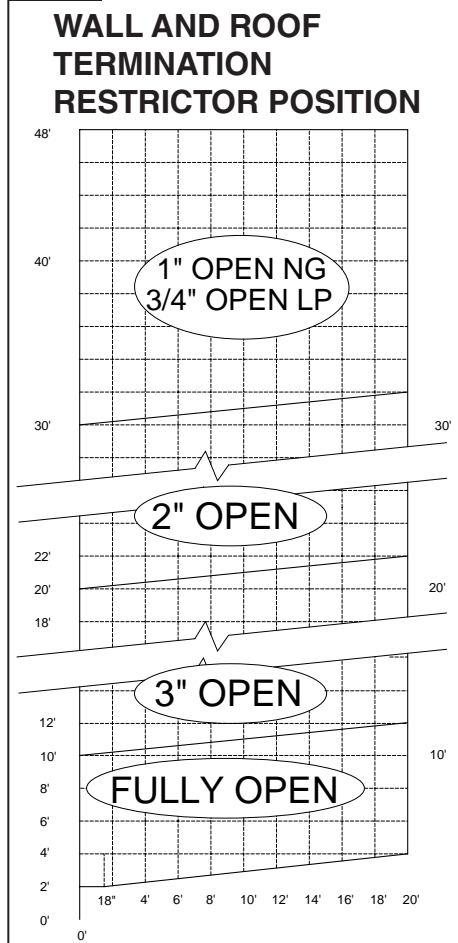 WALL AND ROOF
TERMINATION
RESTRICTOR POSITION
48'
40'
1" OPEN NG
3/4" OPEN LP
30'
30'
2" OPEN
22'
20'
20'
18'
3" OPEN
12'
10'
10'
8'
FULLY OPEN
6'
4'
2'
18" 4' 6' 8' 10' 12' 14' 16' 18' 20'
0'
0'